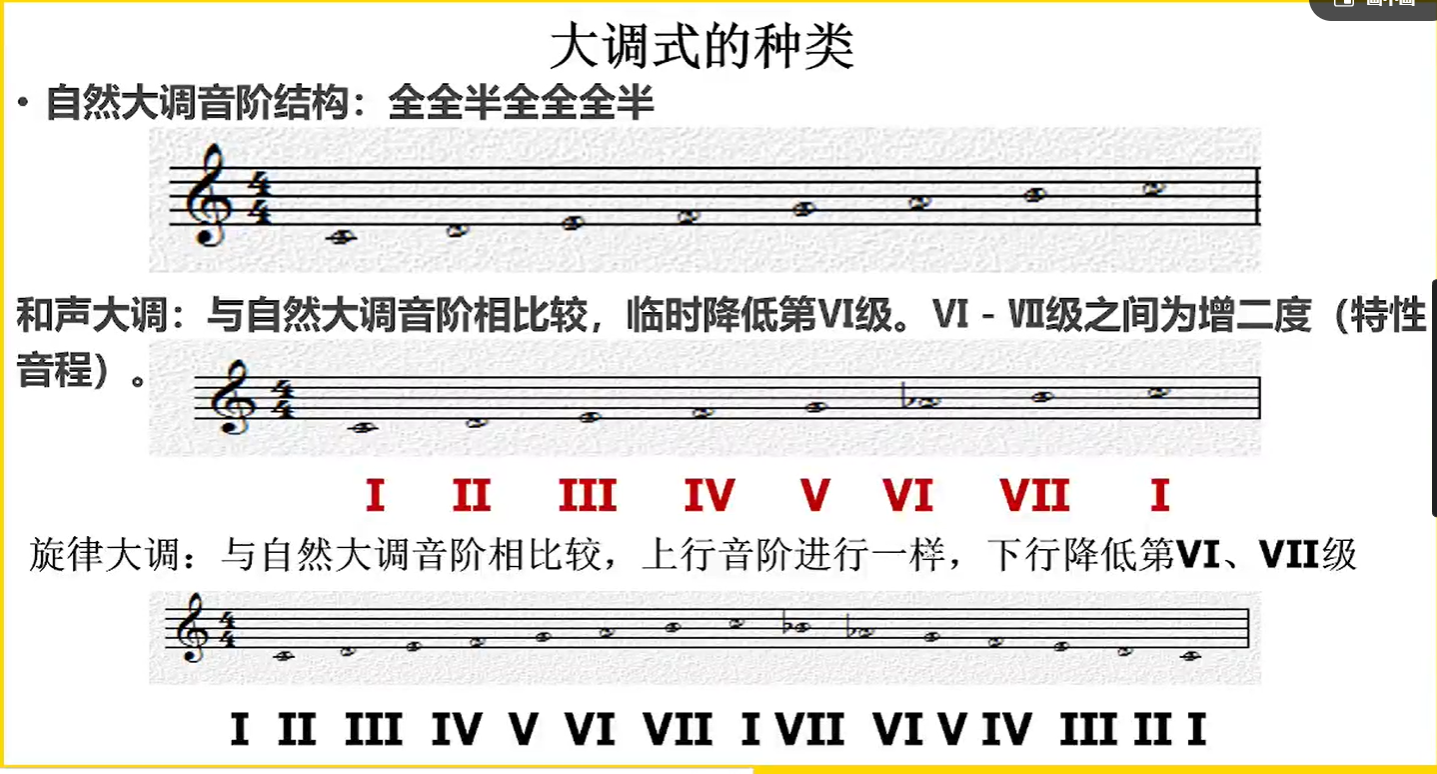 大调式的种类
• 自然大调音阶结构：全全半全全全半
和声大调：与自然大调音阶相比较，临时降低第VI级。VI－VII级之间为增二度（特性
音程）。
I II III IV V VI VII I
旋律大调：与自然大调音阶相比较，上行音阶进行一样，下行降低第VI、VII级
I II III IV V VI VII I VII VI V IV III II I